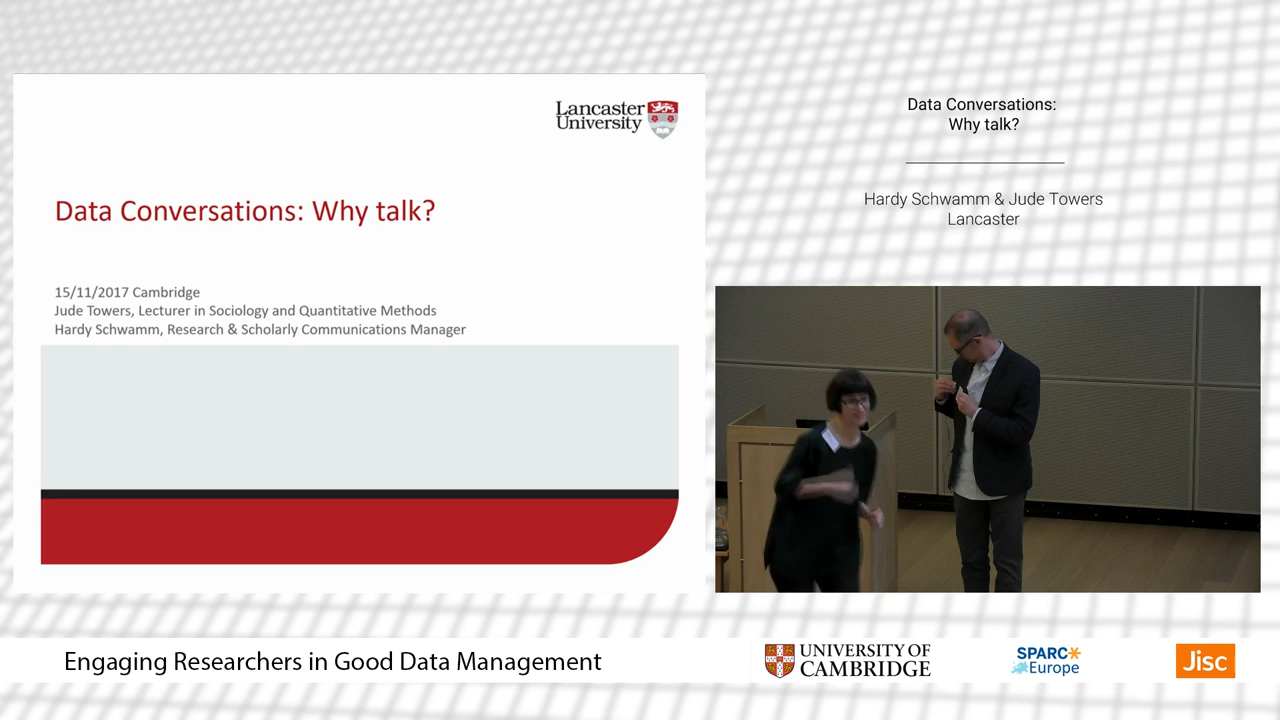 Lancaster
University
Data Conversations: Why talk?
15/11/2017 Cambridge
Jude Towers, Lecturer in Sociology and Quantitative Methods
Hardy Schwamm, Research & Scholarly Communications Manager
Data Conversations:
Why talk?
Hardy Schwamm & Jude Towers
Lancaster
Engaging Researchers in Good Data Management
UNIVERSITY OF
CAMBRIDGE
SPARC
Europe
Jisc